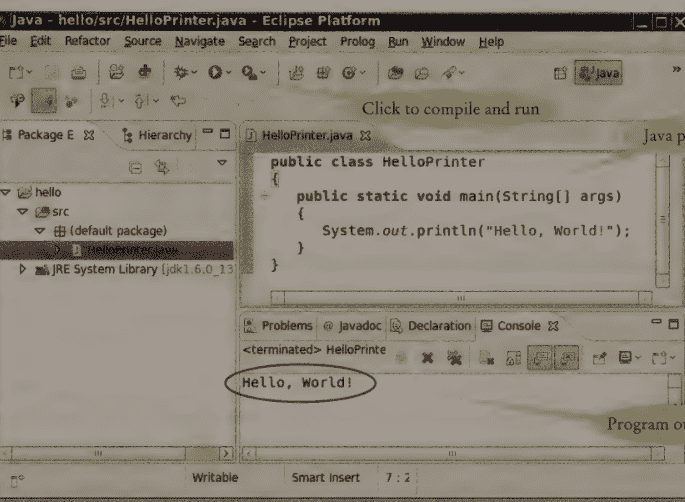 Java - hello/src/HelloPrinter.java - Eclipse Platform
File Edit Refactor Source Navigate Search Project Prolog Run Window Help
Java
Click to compile and run
Package E Hierarchy
HelloPrinter.java
Java p
public class HelloPrinter
{
public static void main(String[] args)
{
System.out.println("Hello, World!");
}
}
hello
src
(default package)
HelloPrinter.java
JRE System Library [jdk1.6.0_13
Problems @ Javadoc Declaration Console
<terminated> HelloPrinte
Hello, World!
Program ou
Writable Smart Insert 7 : 2